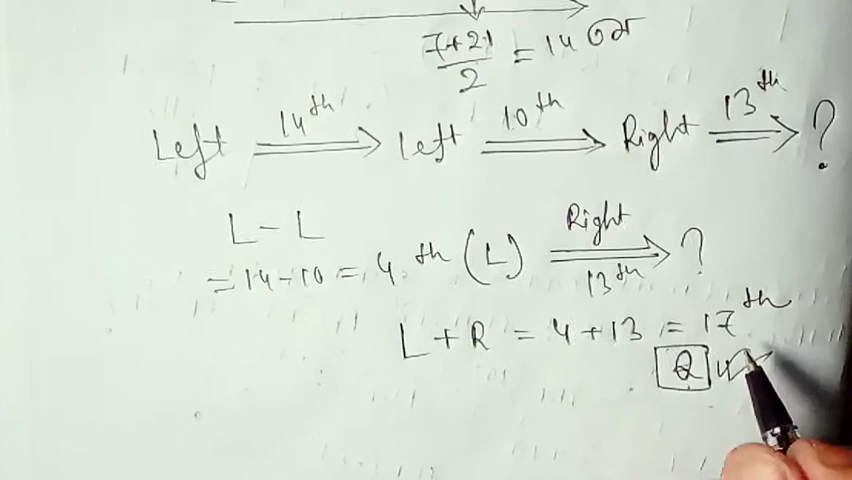 7+21/2 = 14
Left 14th ⇒ Left 10th ⇒ Right 13th ⇒ ?
L - L
= 14 - 10 = 4th (L) Right 13th ⇒ ?
L + R = 4 + 13 = 17th
Q